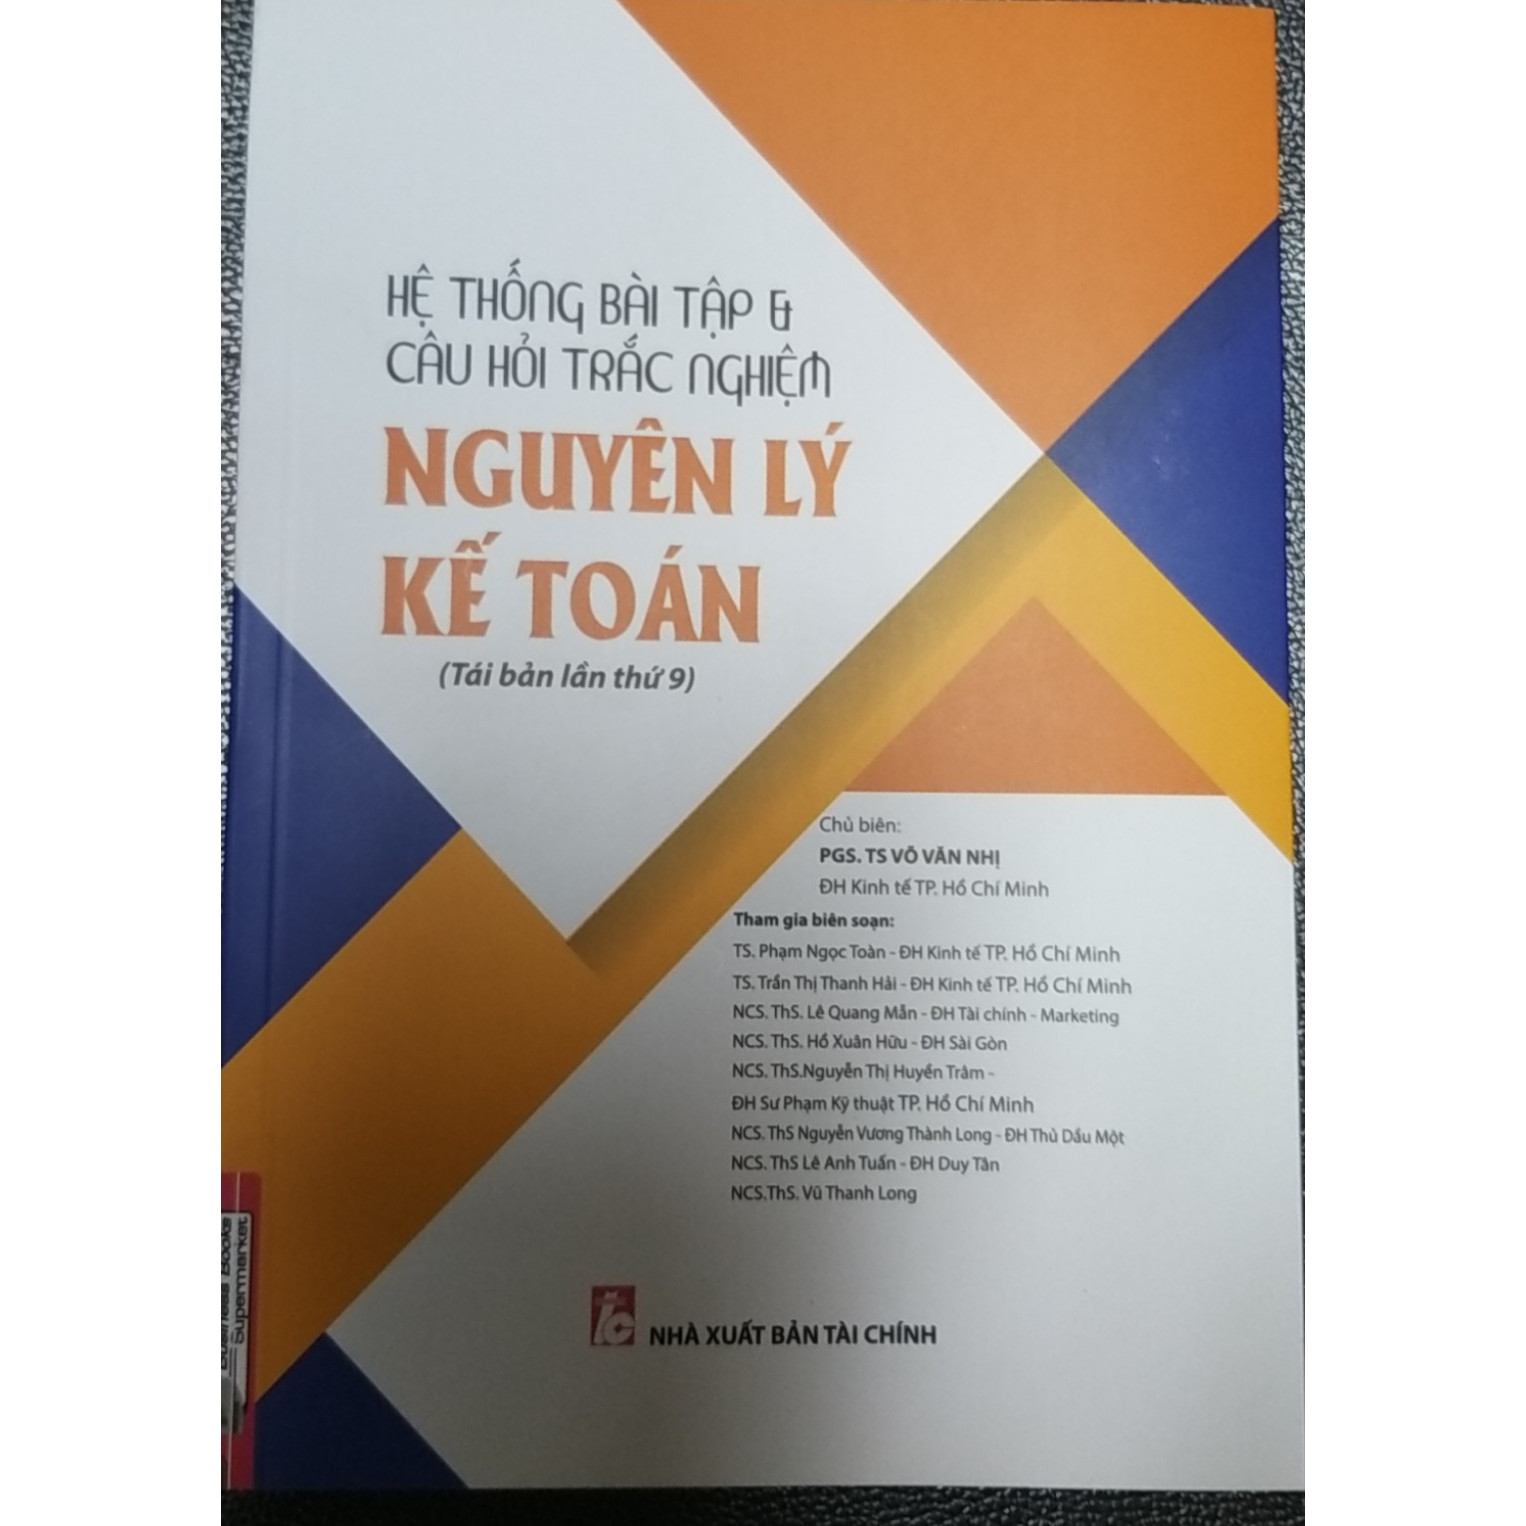 HỆ THỐNG BÀI TẬP &
CÂU HỎI TRẮC NGHIỆM
NGUYÊN LÝ
KẾ TOÁN
(Tái bản lần thứ 9)
Chủ biên:
PGS. TS VÕ VĂN NHỊ
ĐH Kinh tế TP. Hồ Chí Minh
Tham gia biên soạn:
TS. Phạm Ngọc Toàn - ĐH Kinh tế TP. Hồ Chí Minh
TS. Trần Thị Thanh Hải - ĐH Kinh tế TP. Hồ Chí Minh
NCS. ThS. Lê Quang Mẫn - ĐH Tài chính - Marketing
NCS. ThS. Hồ Xuân Hữu - ĐH Sài Gòn
NCS. ThS.Nguyễn Thị Huyền Trâm -
ĐH Sư Phạm Kỹ thuật TP. Hồ Chí Minh
NCS. ThS Nguyễn Vương Thành Long - ĐH Thủ Dầu Một
NCS. ThS Lê Anh Tuấn - ĐH Duy Tân
NCS.ThS. Vũ Thanh Long
Business Books
Supermarket
NHÀ XUẤT BẢN TÀI CHÍNH